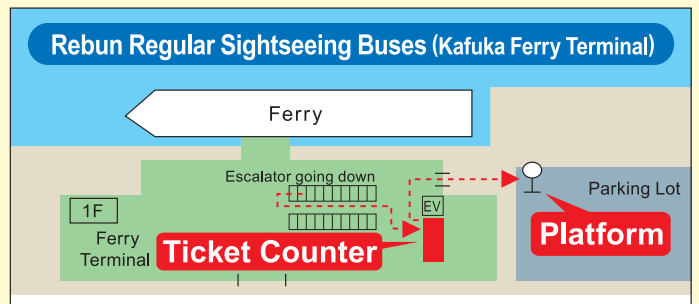 Rebun Regular Sightseeing Buses (Kafuka Ferry Terminal)
Ferry
Escalator going down
1F
EV
Parking Lot
Ferry
Terminal
Ticket Counter
Platform